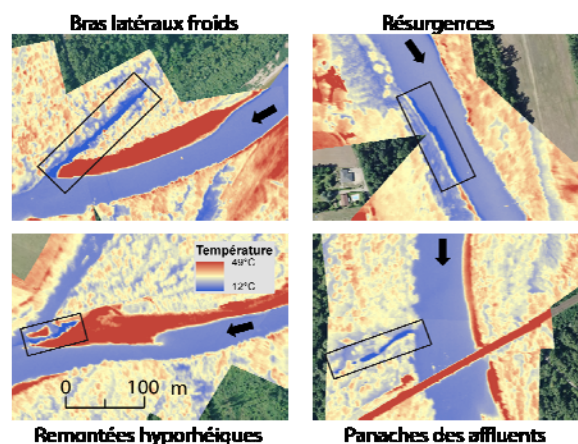 Bras latéraux froids
Résurgences
Température
49°C
12°C
0 100 m
Remontées hyporhéiques
Panaches des affluents